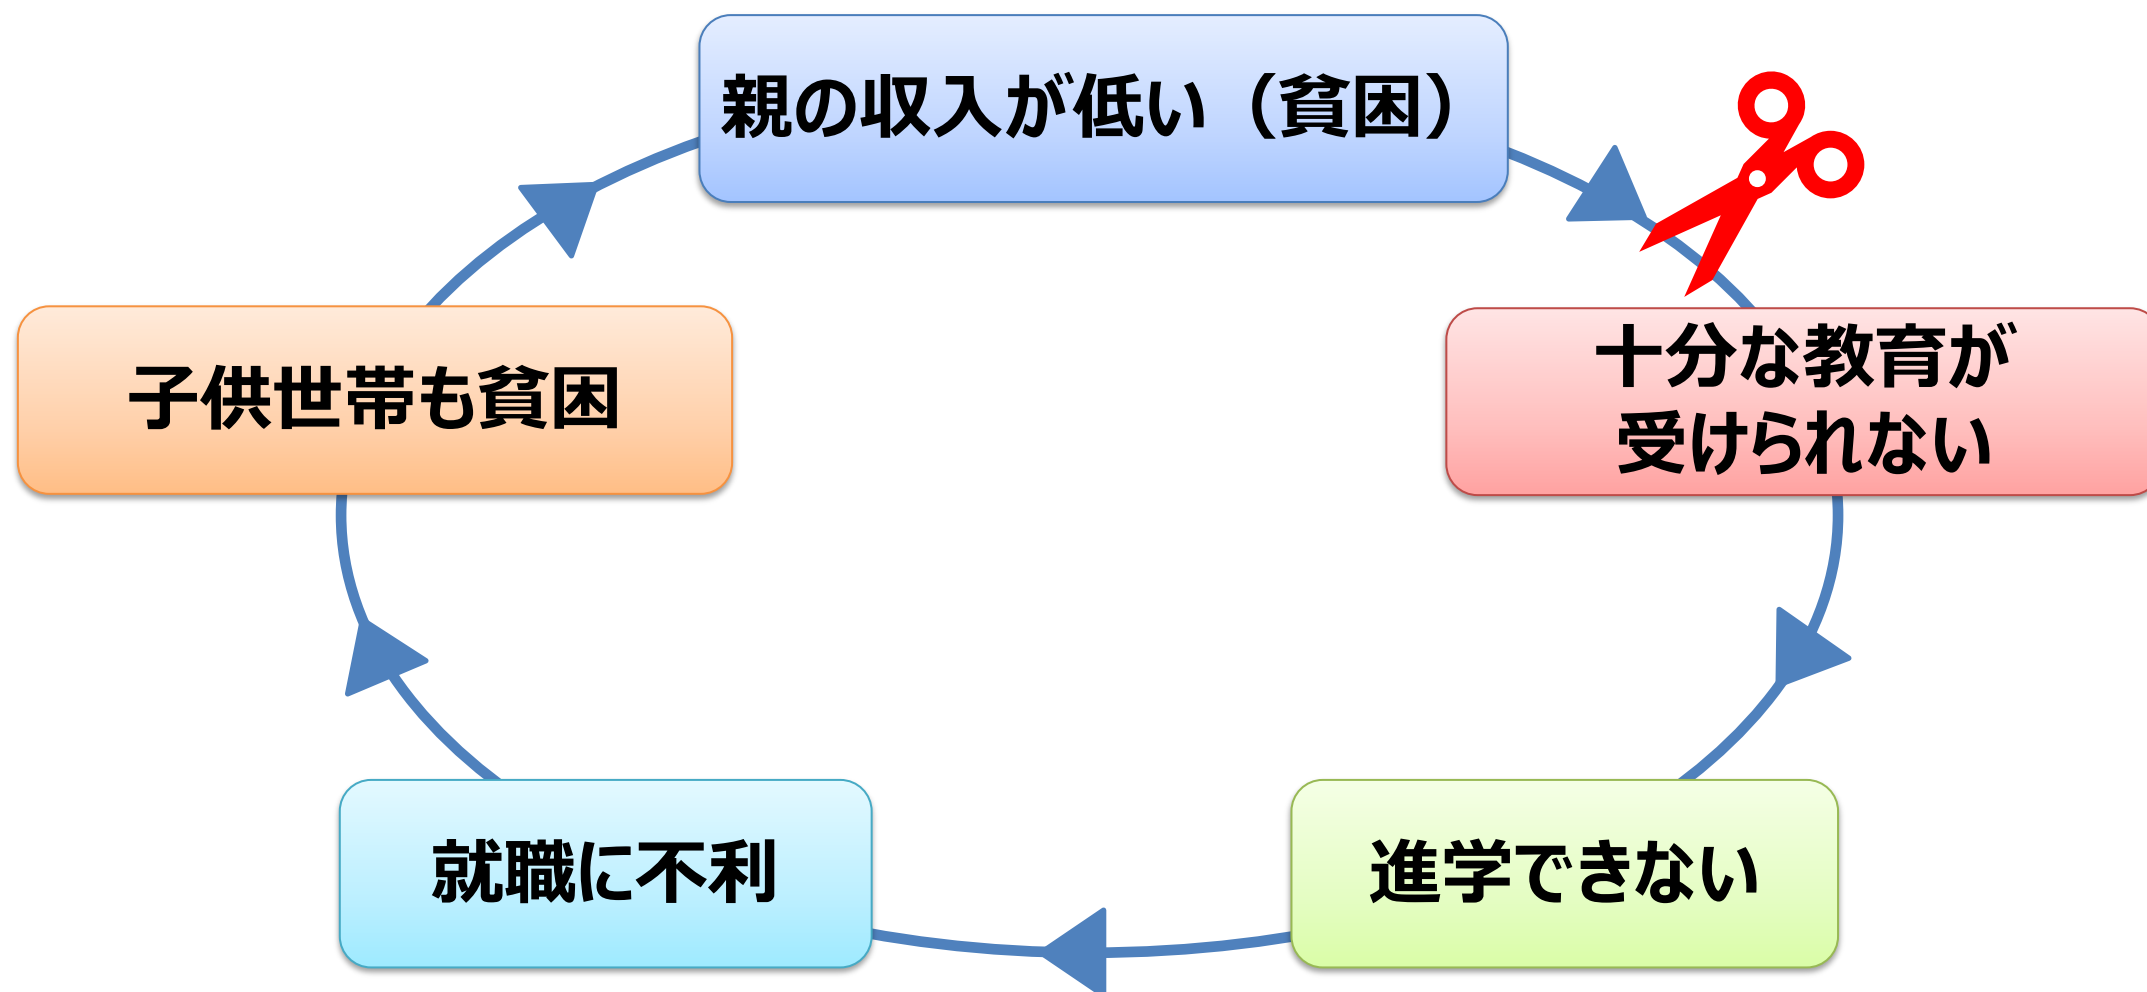 親の収入が低い（貧困）
十分な教育が
受けられない
進学できない
就職に不利
子供世帯も貧困